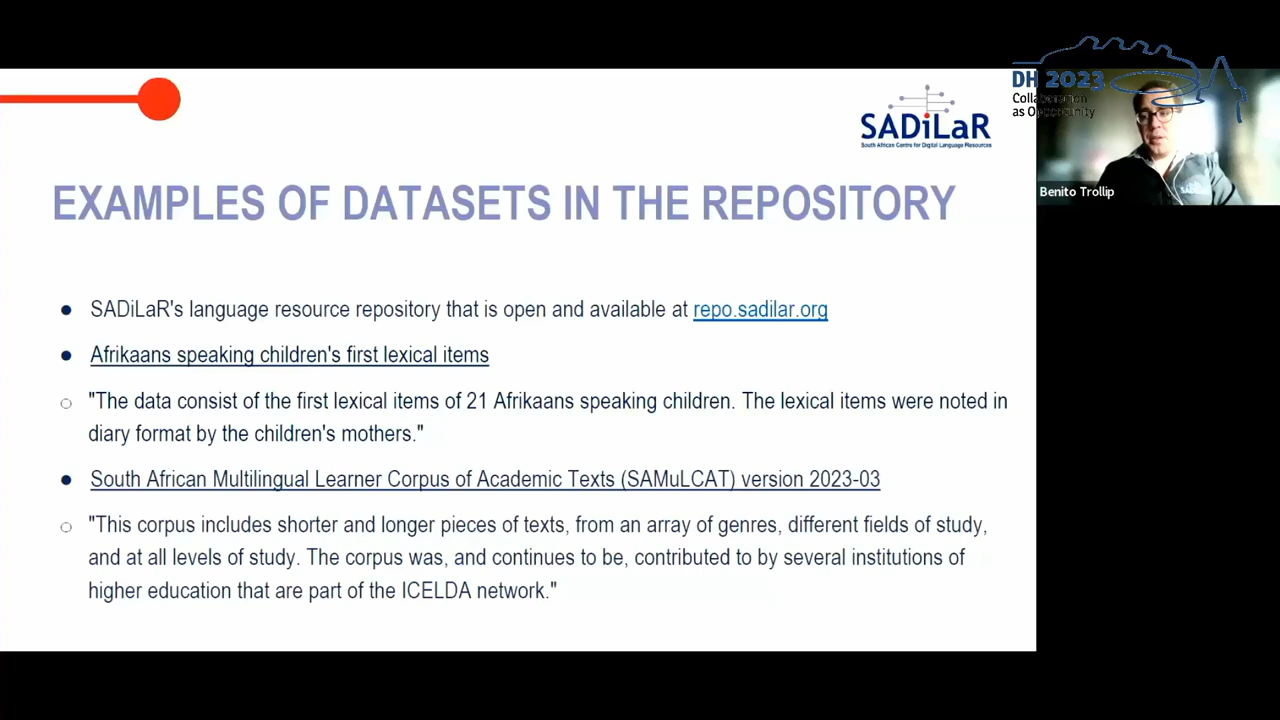 DH 2023
Collaboration
as Opportunity
SADiLaR
South African Centre for Digital Language Resources
Benito Trollip
EXAMPLES OF DATASETS IN THE REPOSITORY
● SADiLaR's language resource repository that is open and available at repo.sadilar.org
● Afrikaans speaking children's first lexical items
○ "The data consist of the first lexical items of 21 Afrikaans speaking children. The lexical items were noted in
diary format by the children's mothers."
● South African Multilingual Learner Corpus of Academic Texts (SAMuLCAT) version 2023-03
○ "This corpus includes shorter and longer pieces of texts, from an array of genres, different fields of study,
and at all levels of study. The corpus was, and continues to be, contributed to by several institutions of
higher education that are part of the ICELDA network."